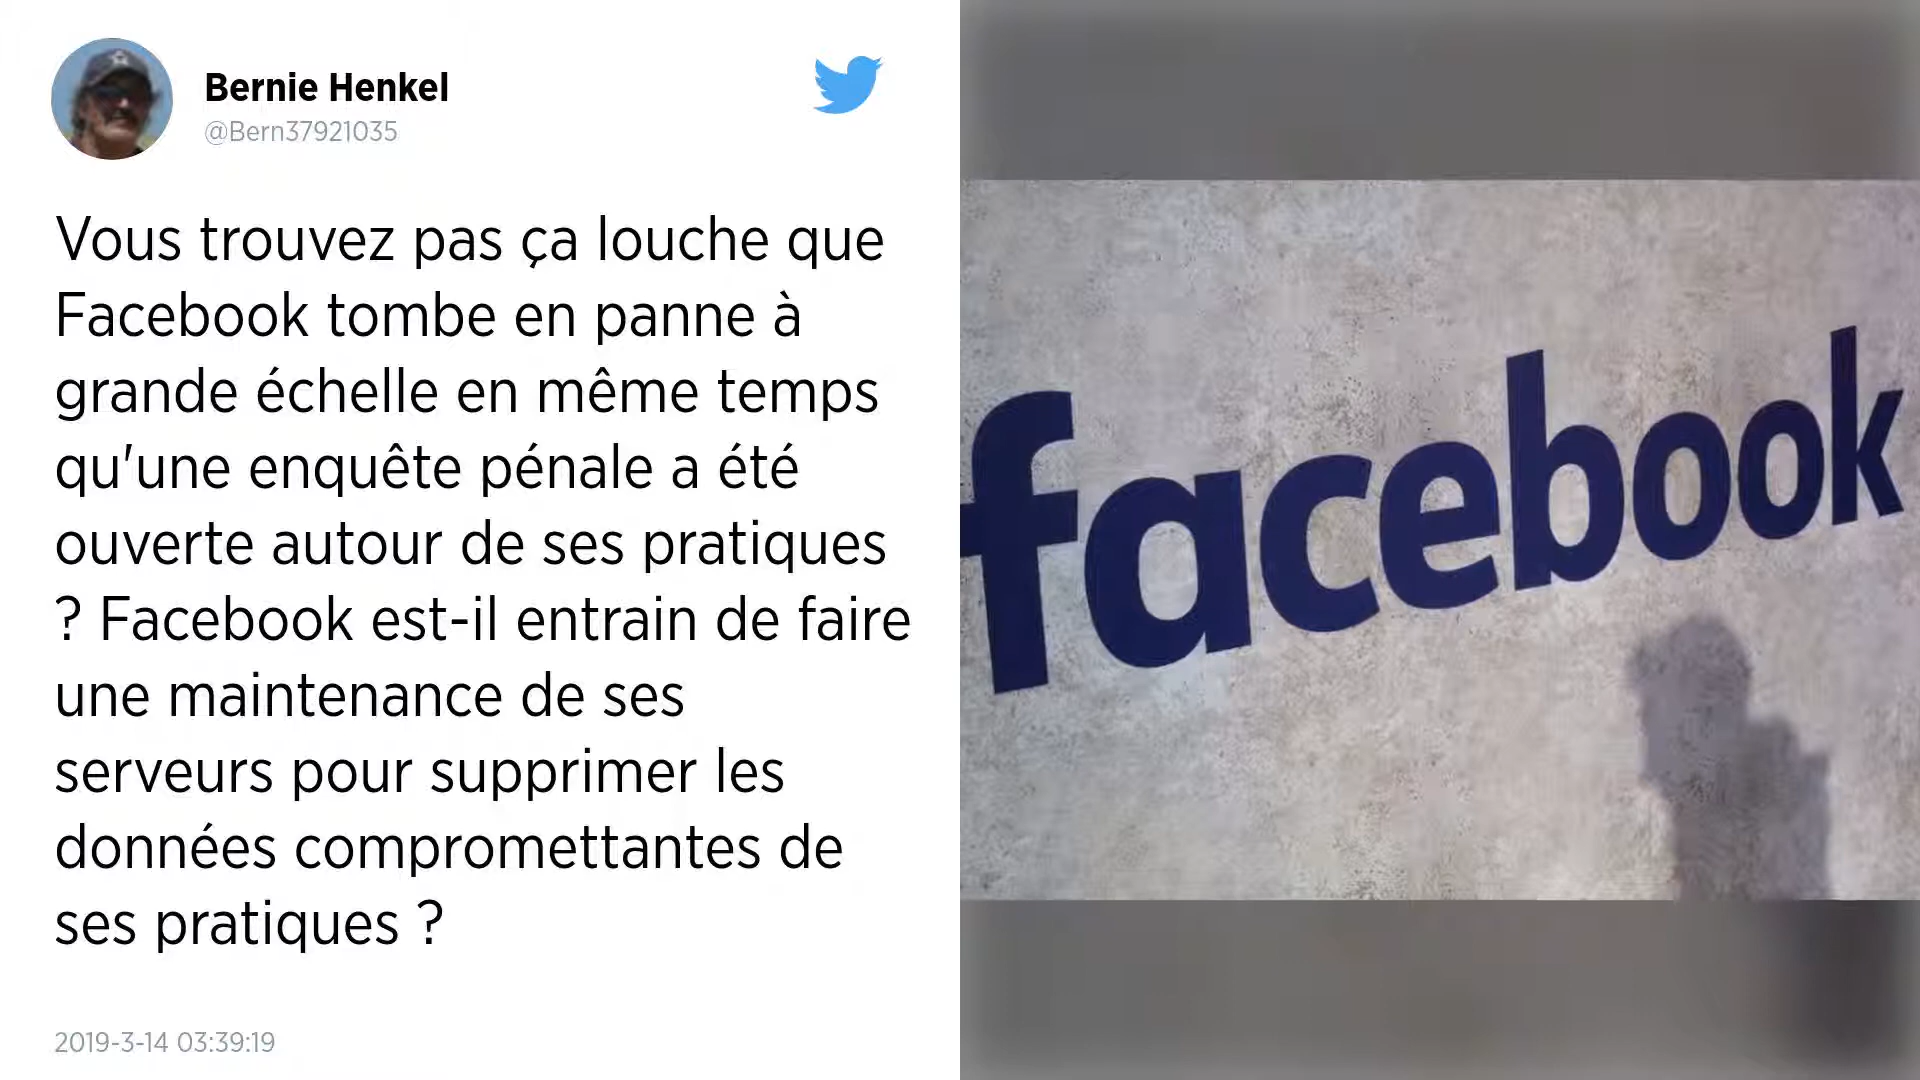 Bernie Henkel
@Bern37921035
Vous trouvez pas ça louche que
Facebook tombe en panne à
grande échelle en même temps
qu'une enquête pénale a été
ouverte autour de ses pratiques
? Facebook est-il entrain de faire
une maintenance de ses
serveurs pour supprimer les
données compromettantes de
ses pratiques ?
2019-3-14 03:39:19
facebook